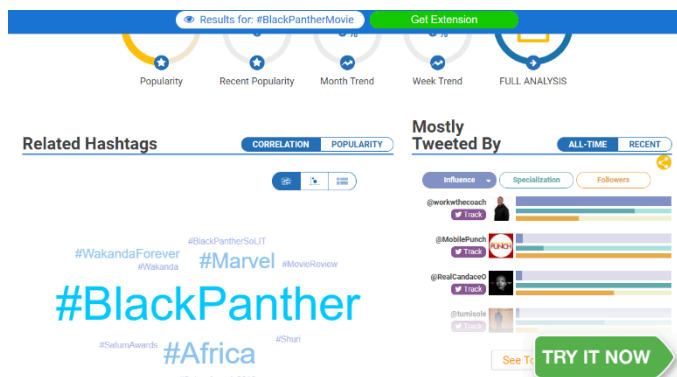 Results for: #BlackPantherMovie
Get Extension
Popularity
Recent Popularity
Month Trend
Week Trend
FULL ANALYSIS
Related Hashtags
CORRELATION
POPULARITY
Mostly
Tweeted By
ALL-TIME
RECENT
Influence
Specialization
Followers
@workwthecoach
Track
@MobilePunch
PUNCH
Track
@RealCandaceO
Track
@tumisole
Track
#BlackPantherSoLIT
#WakandaForever
#Wakanda
#Marvel
#MovieReview
#BlackPanther
#SaturnAwards
#Africa
#Shuri
See To
TRY IT NOW